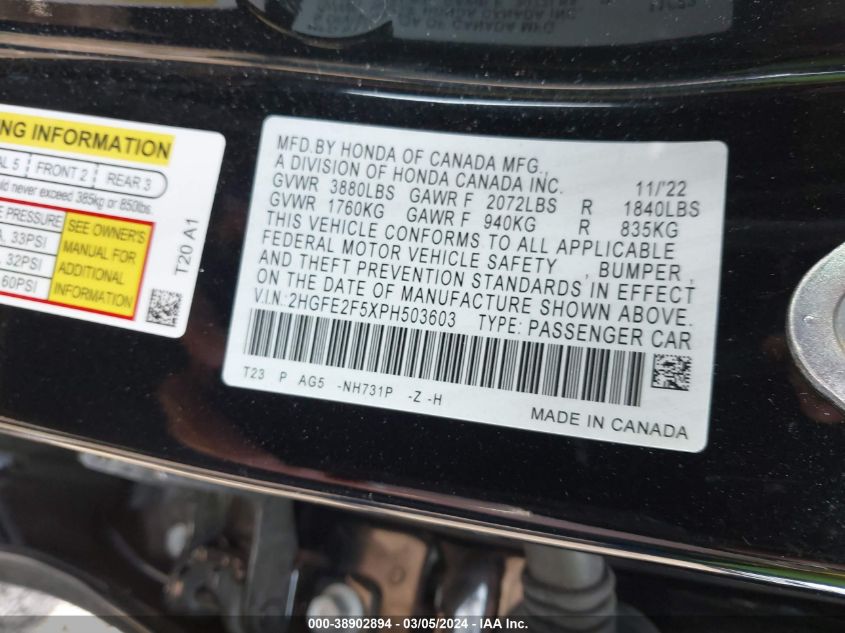 NG INFORMATION
AL 5 FRONT 2 REAR 3
ould never exceed 385kg or 850lbs.
E PRESSURE
, 33PSI
, 32PSI
60PSI
SEE OWNER'S
MANUAL FOR
ADDITIONAL
INFORMATION
T20 A1
MFD.BY HONDA OF CANADA MFG.,
A DIVISION OF HONDA CANADA INC. 11/'22
GVWR 3880LBS GAWR F 2072LBS R 1840LBS
GVWR 1760KG GAWR F 940KG R 835KG
THIS VEHICLE CONFORMS TO ALL APPLICABLE
FEDERAL MOTOR VEHICLE SAFETY , BUMPER ,
AND THEFT PREVENTION STANDARDS IN EFFECT
ON THE DATE OF MANUFACTURE SHOWN ABOVE.
V.I.N.:2HGFE2F5XPH503603 TYPE: PASSENGER CAR
T23 P AG5 -NH731P -Z -H
MADE IN CANADA
000-38902894 - 03/05/2024 - IAA Inc.